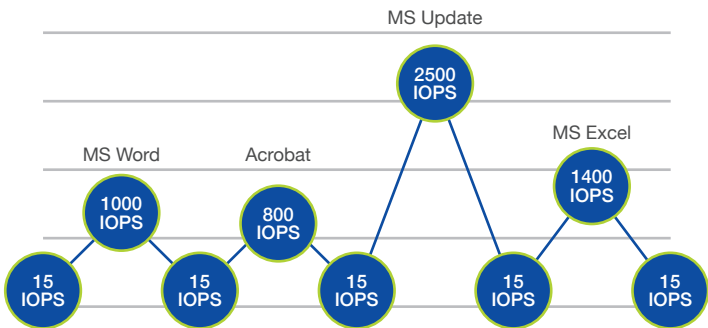 MS Update
2500
IOPS
MS Word
Acrobat
MS Excel
1000
IOPS
800
IOPS
1400
IOPS
15
IOPS
15
IOPS
15
IOPS
15
IOPS
15
IOPS